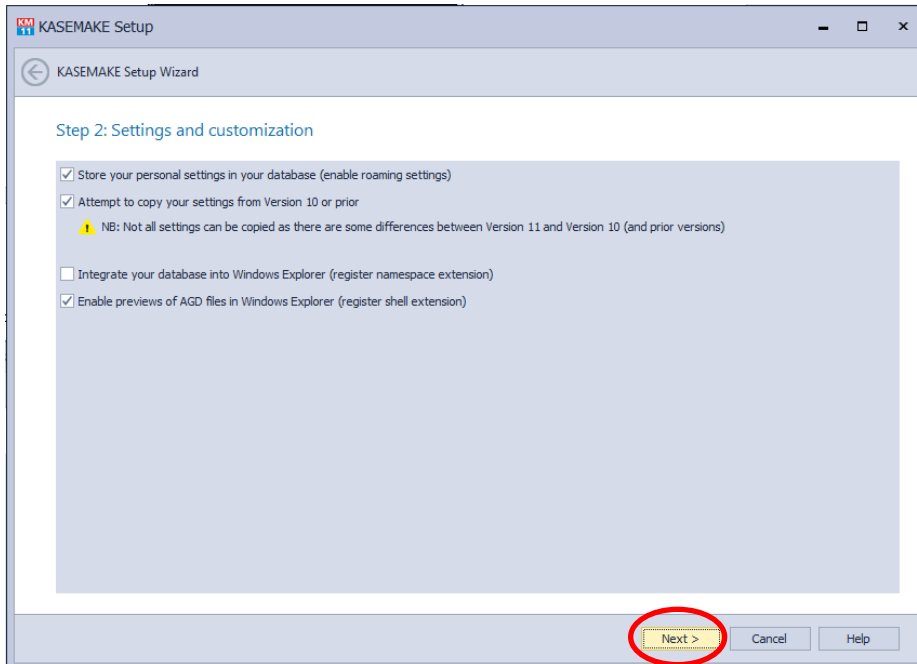 KM
11
KASEMAKE Setup
KASEMAKE Setup Wizard
Step 2: Settings and customization
Store your personal settings in your database (enable roaming settings)
Attempt to copy your settings from Version 10 or prior
NB: Not all settings can be copied as there are some differences between Version 11 and Version 10 (and prior versions)
Integrate your database into Windows Explorer (register namespace extension)
Enable previews of AGD files in Windows Explorer (register shell extension)
Next >
Cancel
Help